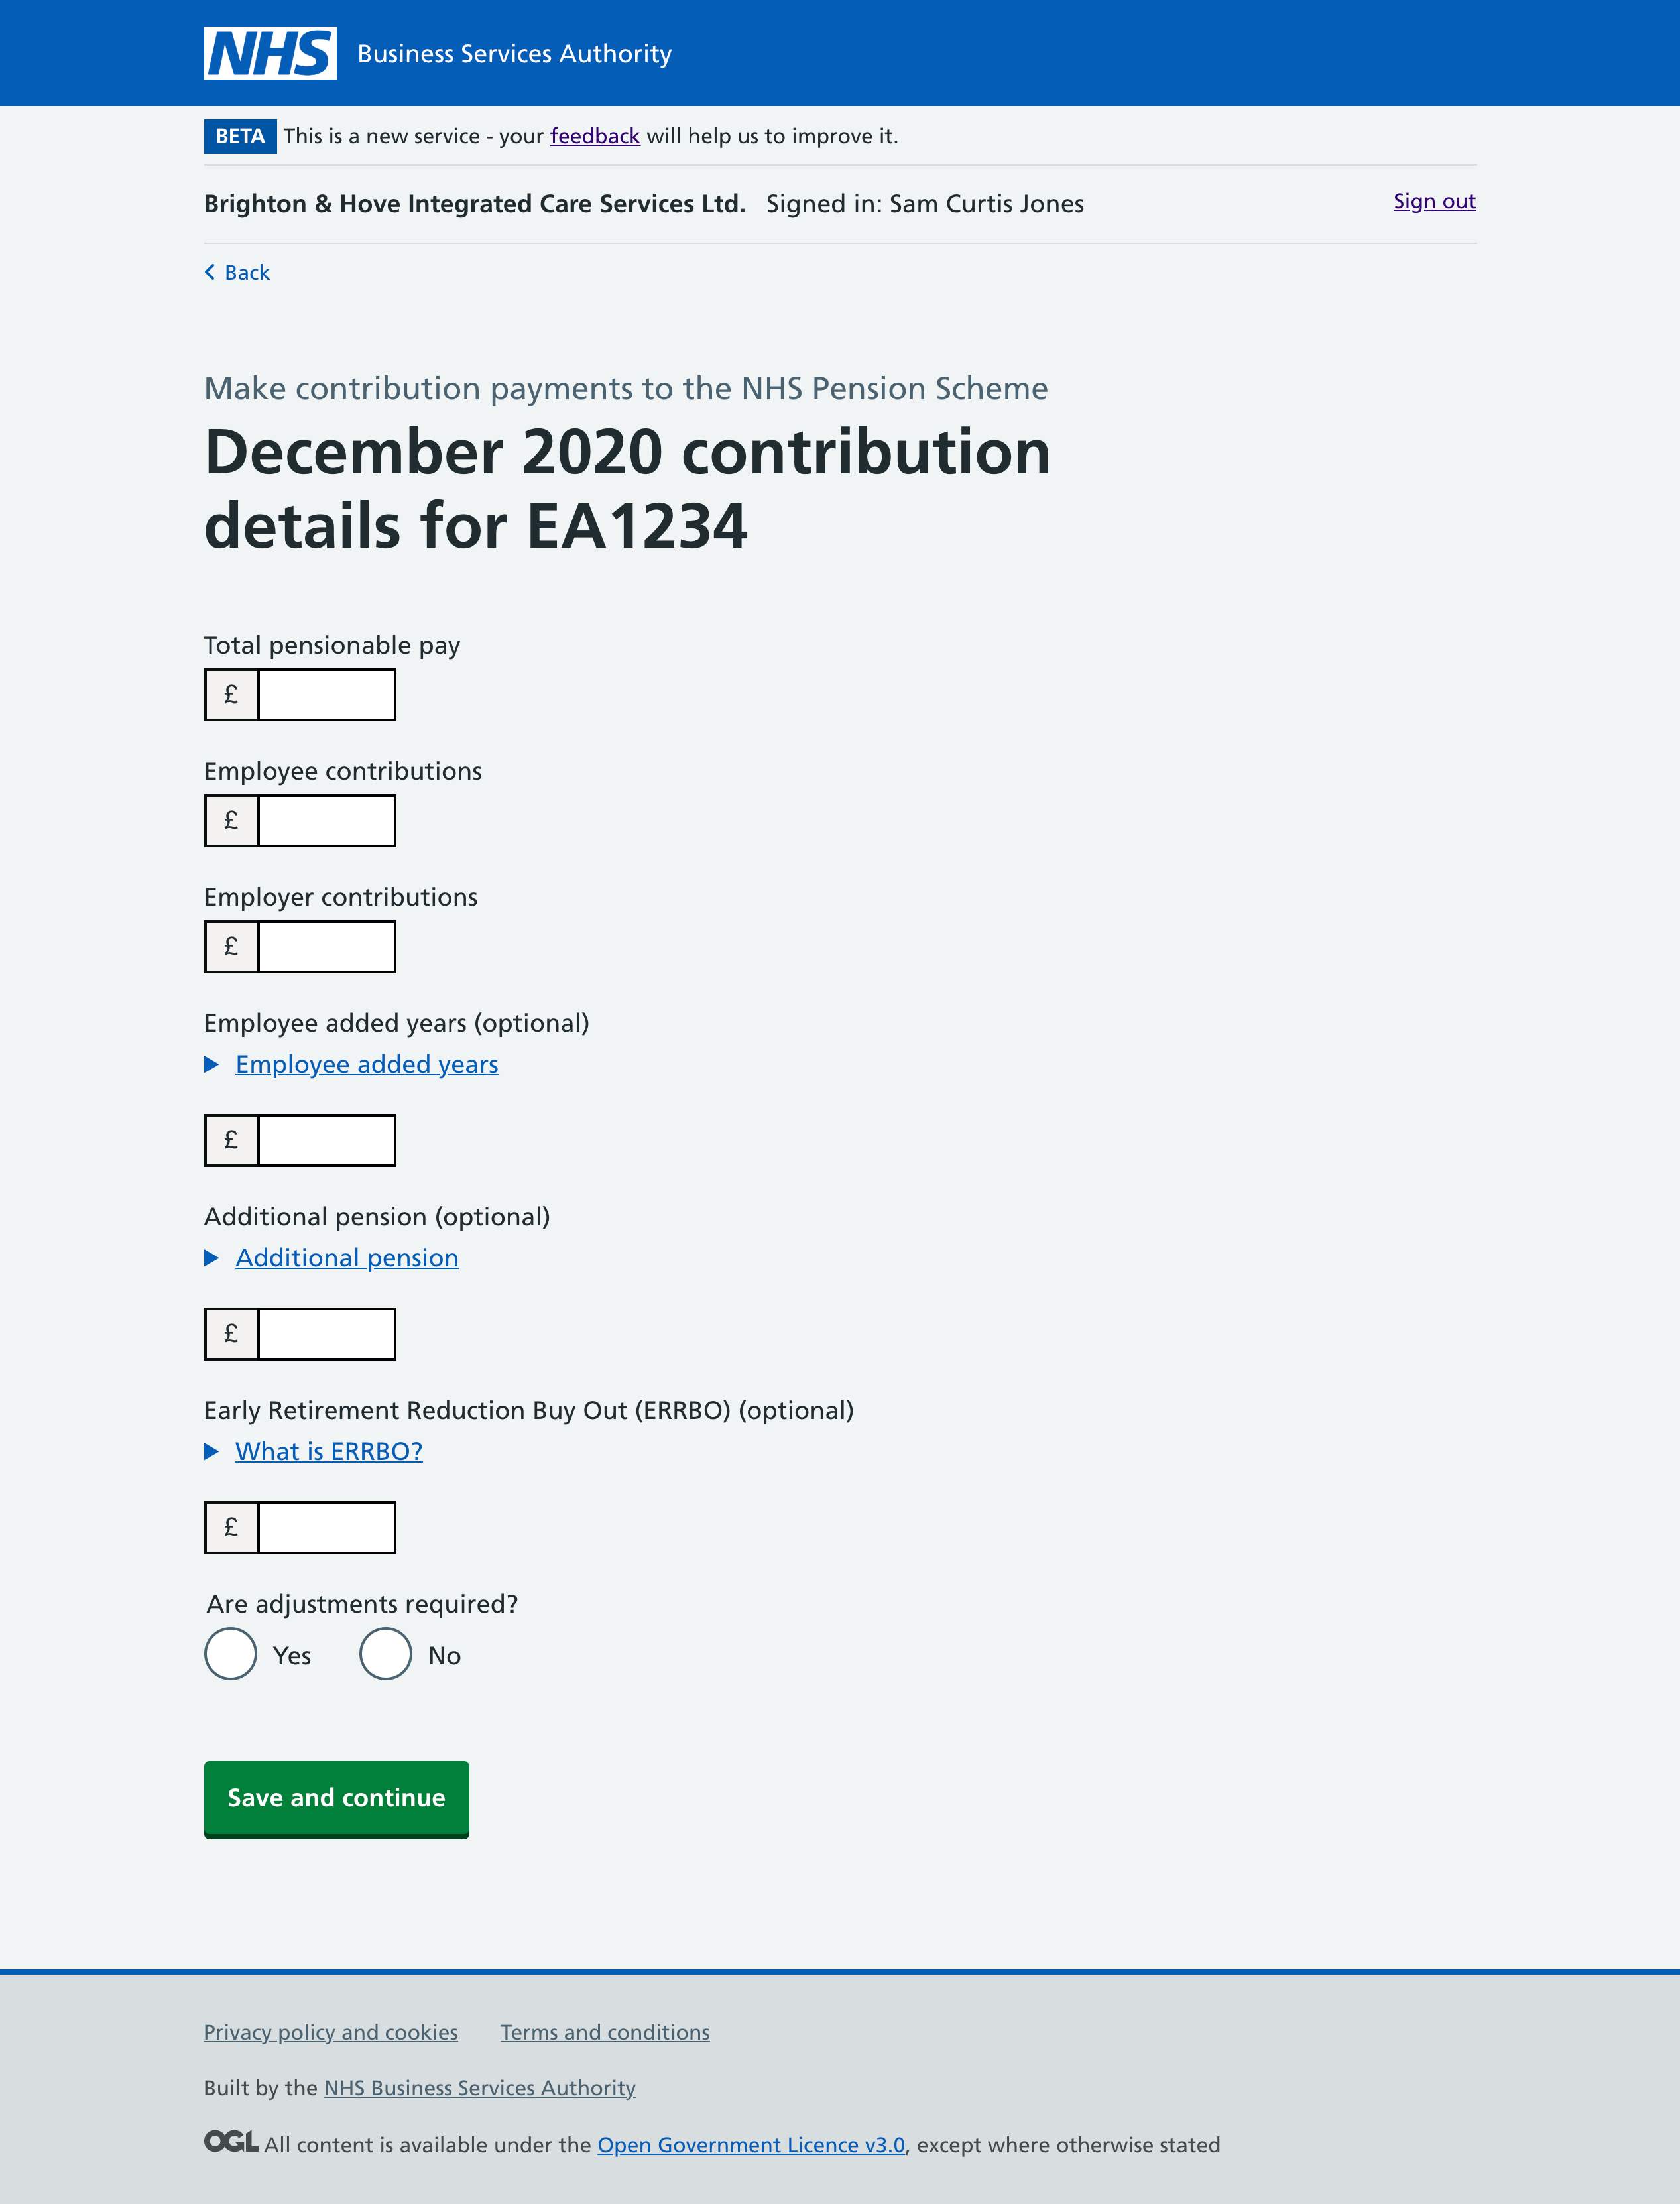 NHS Business Services Authority
BETA This is a new service - your feedback will help us to improve it.
Brighton & Hove Integrated Care Services Ltd. Signed in: Sam Curtis Jones
Sign out
Back
Make contribution payments to the NHS Pension Scheme
December 2020 contribution
details for EA1234
Total pensionable pay
£
Employee contributions
£
Employer contributions
£
Employee added years (optional)
Employee added years
£
Additional pension (optional)
Additional pension
£
Early Retirement Reduction Buy Out (ERRBO) (optional)
What is ERRBO?
£
Are adjustments required?
Yes No
Save and continue
Privacy policy and cookies Terms and conditions
Built by the NHS Business Services Authority
OGL All content is available under the Open Government Licence v3.0, except where otherwise stated